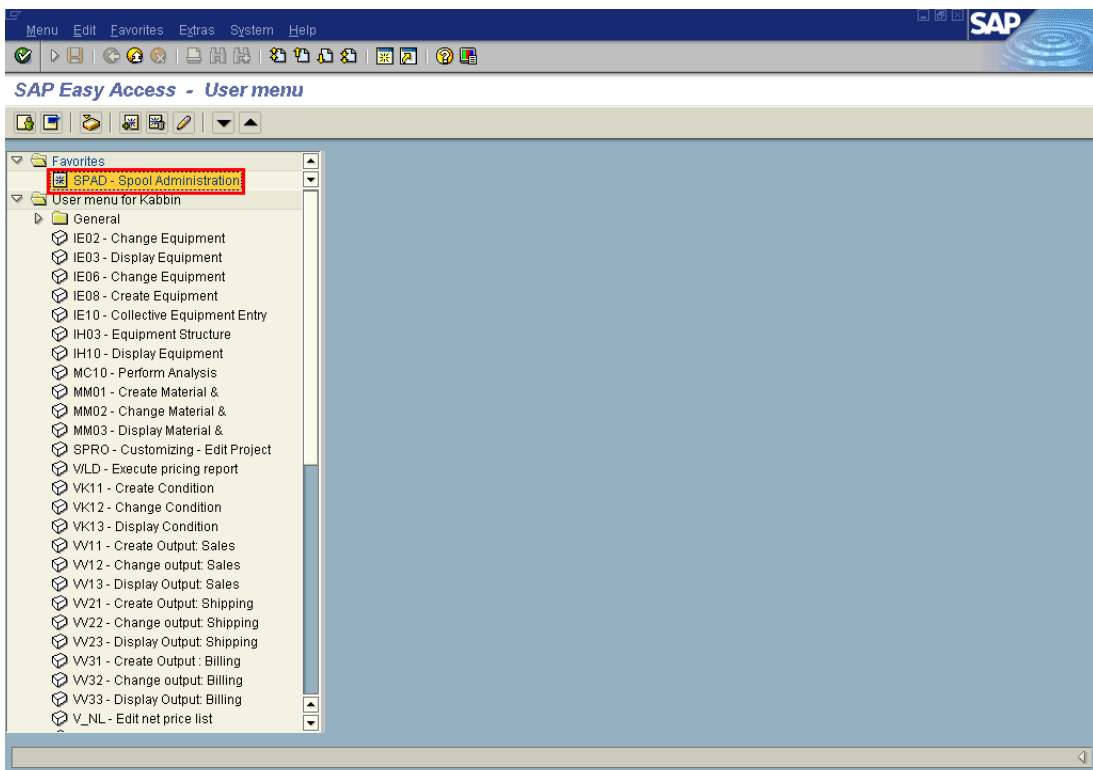 Menu Edit Favorites Extras System Help
SAP
SAP Easy Access - User menu
Favorites
SPAD - Spool Administration
User menu for Kabbin
General
IE02 - Change Equipment
IE03 - Display Equipment
IE06 - Change Equipment
IE08 - Create Equipment
IE10 - Collective Equipment Entry
IH03 - Equipment Structure
IH10 - Display Equipment
MC10 - Perform Analysis
MM01 - Create Material &
MM02 - Change Material &
MM03 - Display Material &
SPRO - Customizing - Edit Project
V/LD - Execute pricing report
VK11 - Create Condition
VK12 - Change Condition
VK13 - Display Condition
VV11 - Create Output: Sales
VV12 - Change output: Sales
VV13 - Display Output: Sales
VV21 - Create Output: Shipping
VV22 - Change output: Shipping
VV23 - Display Output: Shipping
VV31 - Create Output : Billing
VV32 - Change output: Billing
VV33 - Display Output: Billing
V_NL - Edit net price list